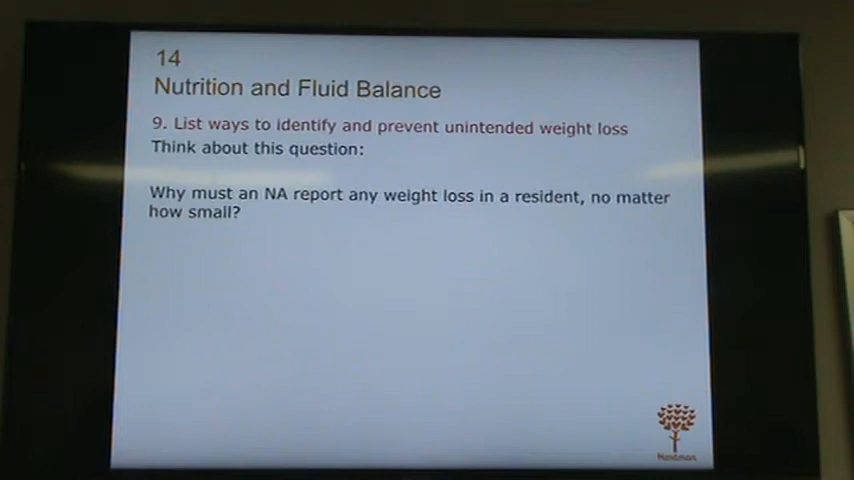 14
Nutrition and Fluid Balance
9. List ways to identify and prevent unintended weight loss
Think about this question:
Why must an NA report any weight loss in a resident, no matter
how small?
Hartman